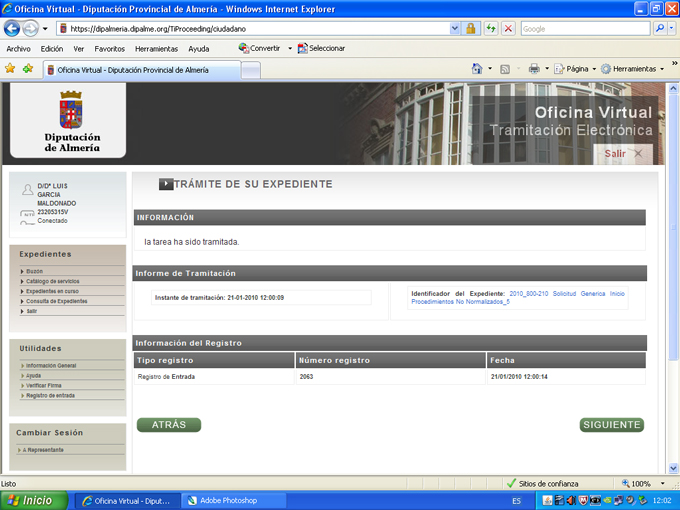 Oficina Virtual - Diputación Provincial de Almería - Windows Internet Explorer
https://dipalmeria.dipalme.org/TiProceeding/ciudadano
Google
Archivo Edición Ver Favoritos Herramientas Ayuda
Convertir
Seleccionar
Oficina Virtual - Diputación Provincial de Almería
Página
Herramientas
Diputación
de Almería
Oficina Virtual
Tramitación Electrónica
Salir
D/Dª LUIS
GARCIA
MALDONADO
23205315V
Conectado
TRÁMITE DE SU EXPEDIENTE
INFORMACIÓN
la tarea ha sido tramitada.
Expedientes
Buzón
Catálogo de servicios
Expedientes en curso
Consulta de Expedientes
Salir
Informe de Tramitación
Instante de tramitación: 21-01-2010 12:00:09
Identificador del Expediente: 2010_800-210 Solicitud Generica Inicio
Procedimientos No Normalizados_5
Información del Registro
Tipo registro Número registro Fecha
Registro de Entrada 2063 21/01/2010 12:00:14
Utilidades
Información General
Ayuda
Verificar Firma
Registro de entrada
ATRÁS
SIGUIENTE
Cambiar Sesión
A Representante
Listo
Sitios de confianza
100%
Inicio
Oficina Virtual - Diput...
Adobe Photoshop
ES
12:02